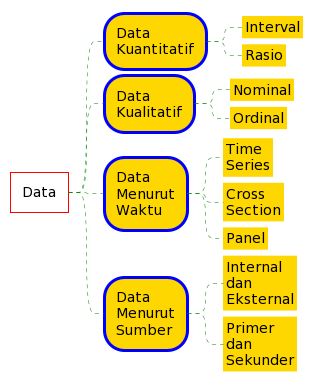 Data
Data
Kuantitatif
Interval
Rasio
Data
Kualitatif
Nominal
Ordinal
Data
Menurut
Waktu
Time
Series
Cross
Section
Panel
Data
Menurut
Sumber
Internal
dan
Eksternal
Primer
dan
Sekunder